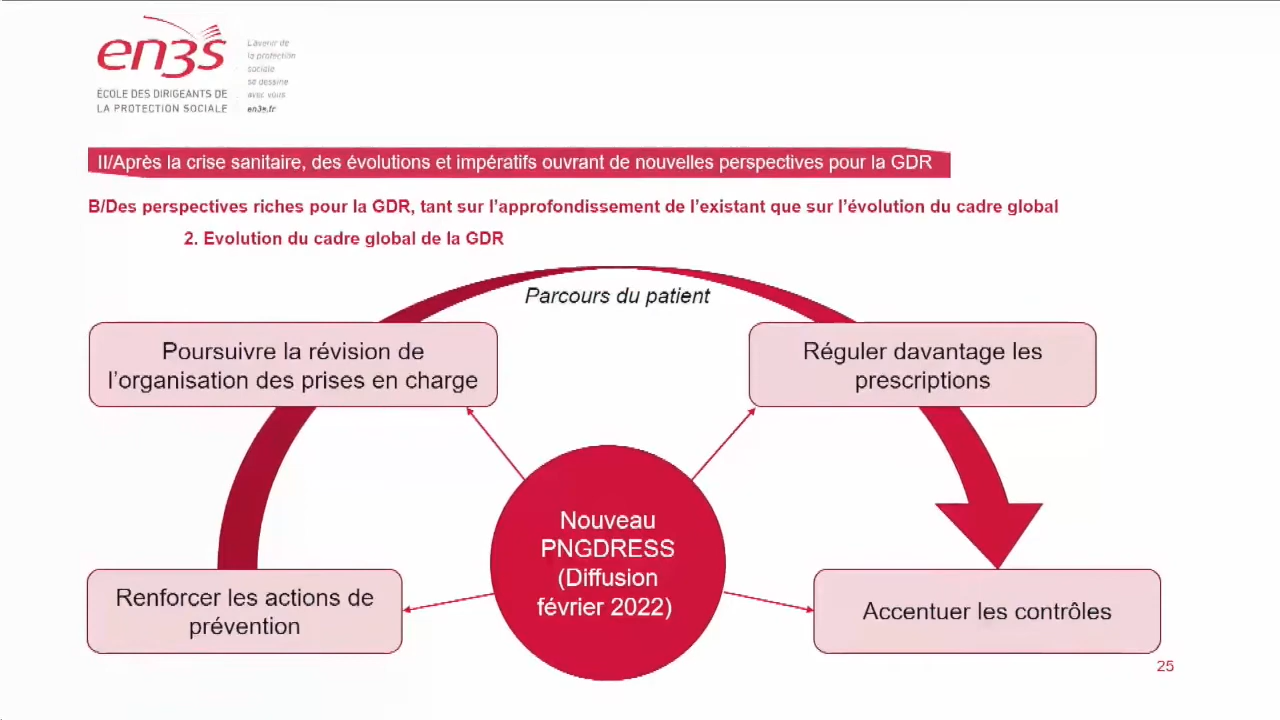 en3s
L'avenir de
la protection
sociale
se dessine
avec vous
en3s.fr
ÉCOLE DES DIRIGEANTS DE
LA PROTECTION SOCIALE
II/Après la crise sanitaire, des évolutions et impératifs ouvrant de nouvelles perspectives pour la GDR
B/Des perspectives riches pour la GDR, tant sur l'approfondissement de l'existant que sur l'évolution du cadre global
2. Evolution du cadre global de la GDR
Parcours du patient
Poursuivre la révision de
l'organisation des prises en charge
Réguler davantage les
prescriptions
Nouveau
PNGDRESS
(Diffusion
février 2022)
Renforcer les actions de
prévention
Accentuer les contrôles
25